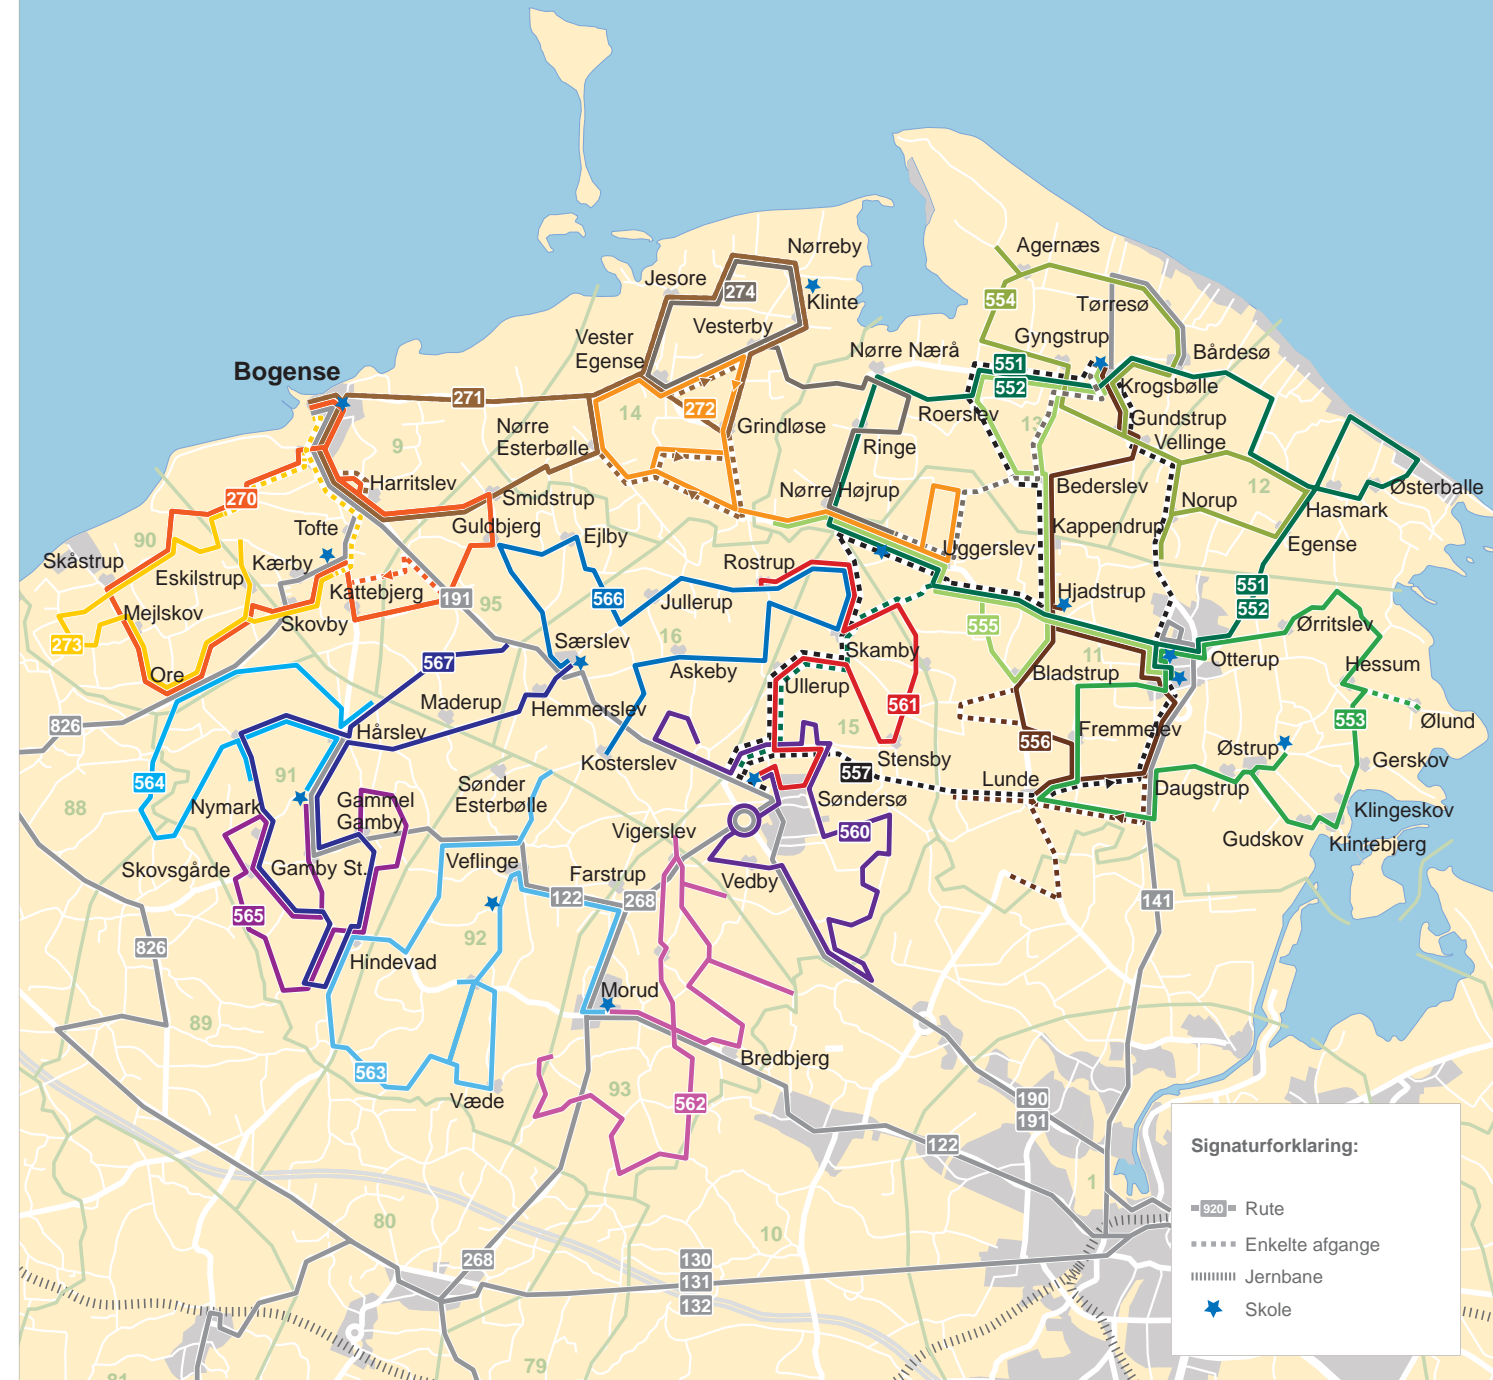 Nørreby
Agernæs
Jesore
274
Klinte
554
Tørresø
Vester
Egense
Vesterby
Gyngstrup
Nørre Nærå
Bårdesø
551
552
Bogense
271
Krogsbølle
272
14
Roerslev
13
Gundstrup
Nørre
Esterbølle
Grindløse
Vellinge
9
Ringe
Harritslev
Smidstrup
Nørre Højrup
Bederslev
Norup
12
Østerballe
270
Hasmark
Tofte
Guldbjerg
Ejlby
Kappendrup
Egense
90
Uggerslev
Skåstrup
Kærby
Rostrup
Eskilstrup
551
552
Kattebjerg
191
95
566
Jullerup
Hjadstrup
Mejlskov
Skovby
555
Ørritslev
273
16
Særslev
Skamby
11
Otterup
567
Askeby
Bladstrup
Hessum
Ore
Ullerup
Maderup
Hemmerslev
561
553
Ølund
826
Hårslev
15
Fremmelev
556
Østrup
Kosterslev
Stensby
Gerskov
564
91
Sønder
Esterbølle
557
Lunde
Daugstrup
88
Nymark
Gammel
Gamby
Søndersø
Klingeskov
Vigerslev
560
Gudskov
Klintebjerg
Skovsgårde
Gamby St.
Veflinge
Farstrup
Vedby
122
268
141
565
92
826
Hindevad
Morud
89
Bredbjerg
563
Væde
93
562
190
191
122
Signaturforklaring:
1
920 Rute
80
10
Enkelte afgange
268
130
131
132
Jernbane
Skole
79
81